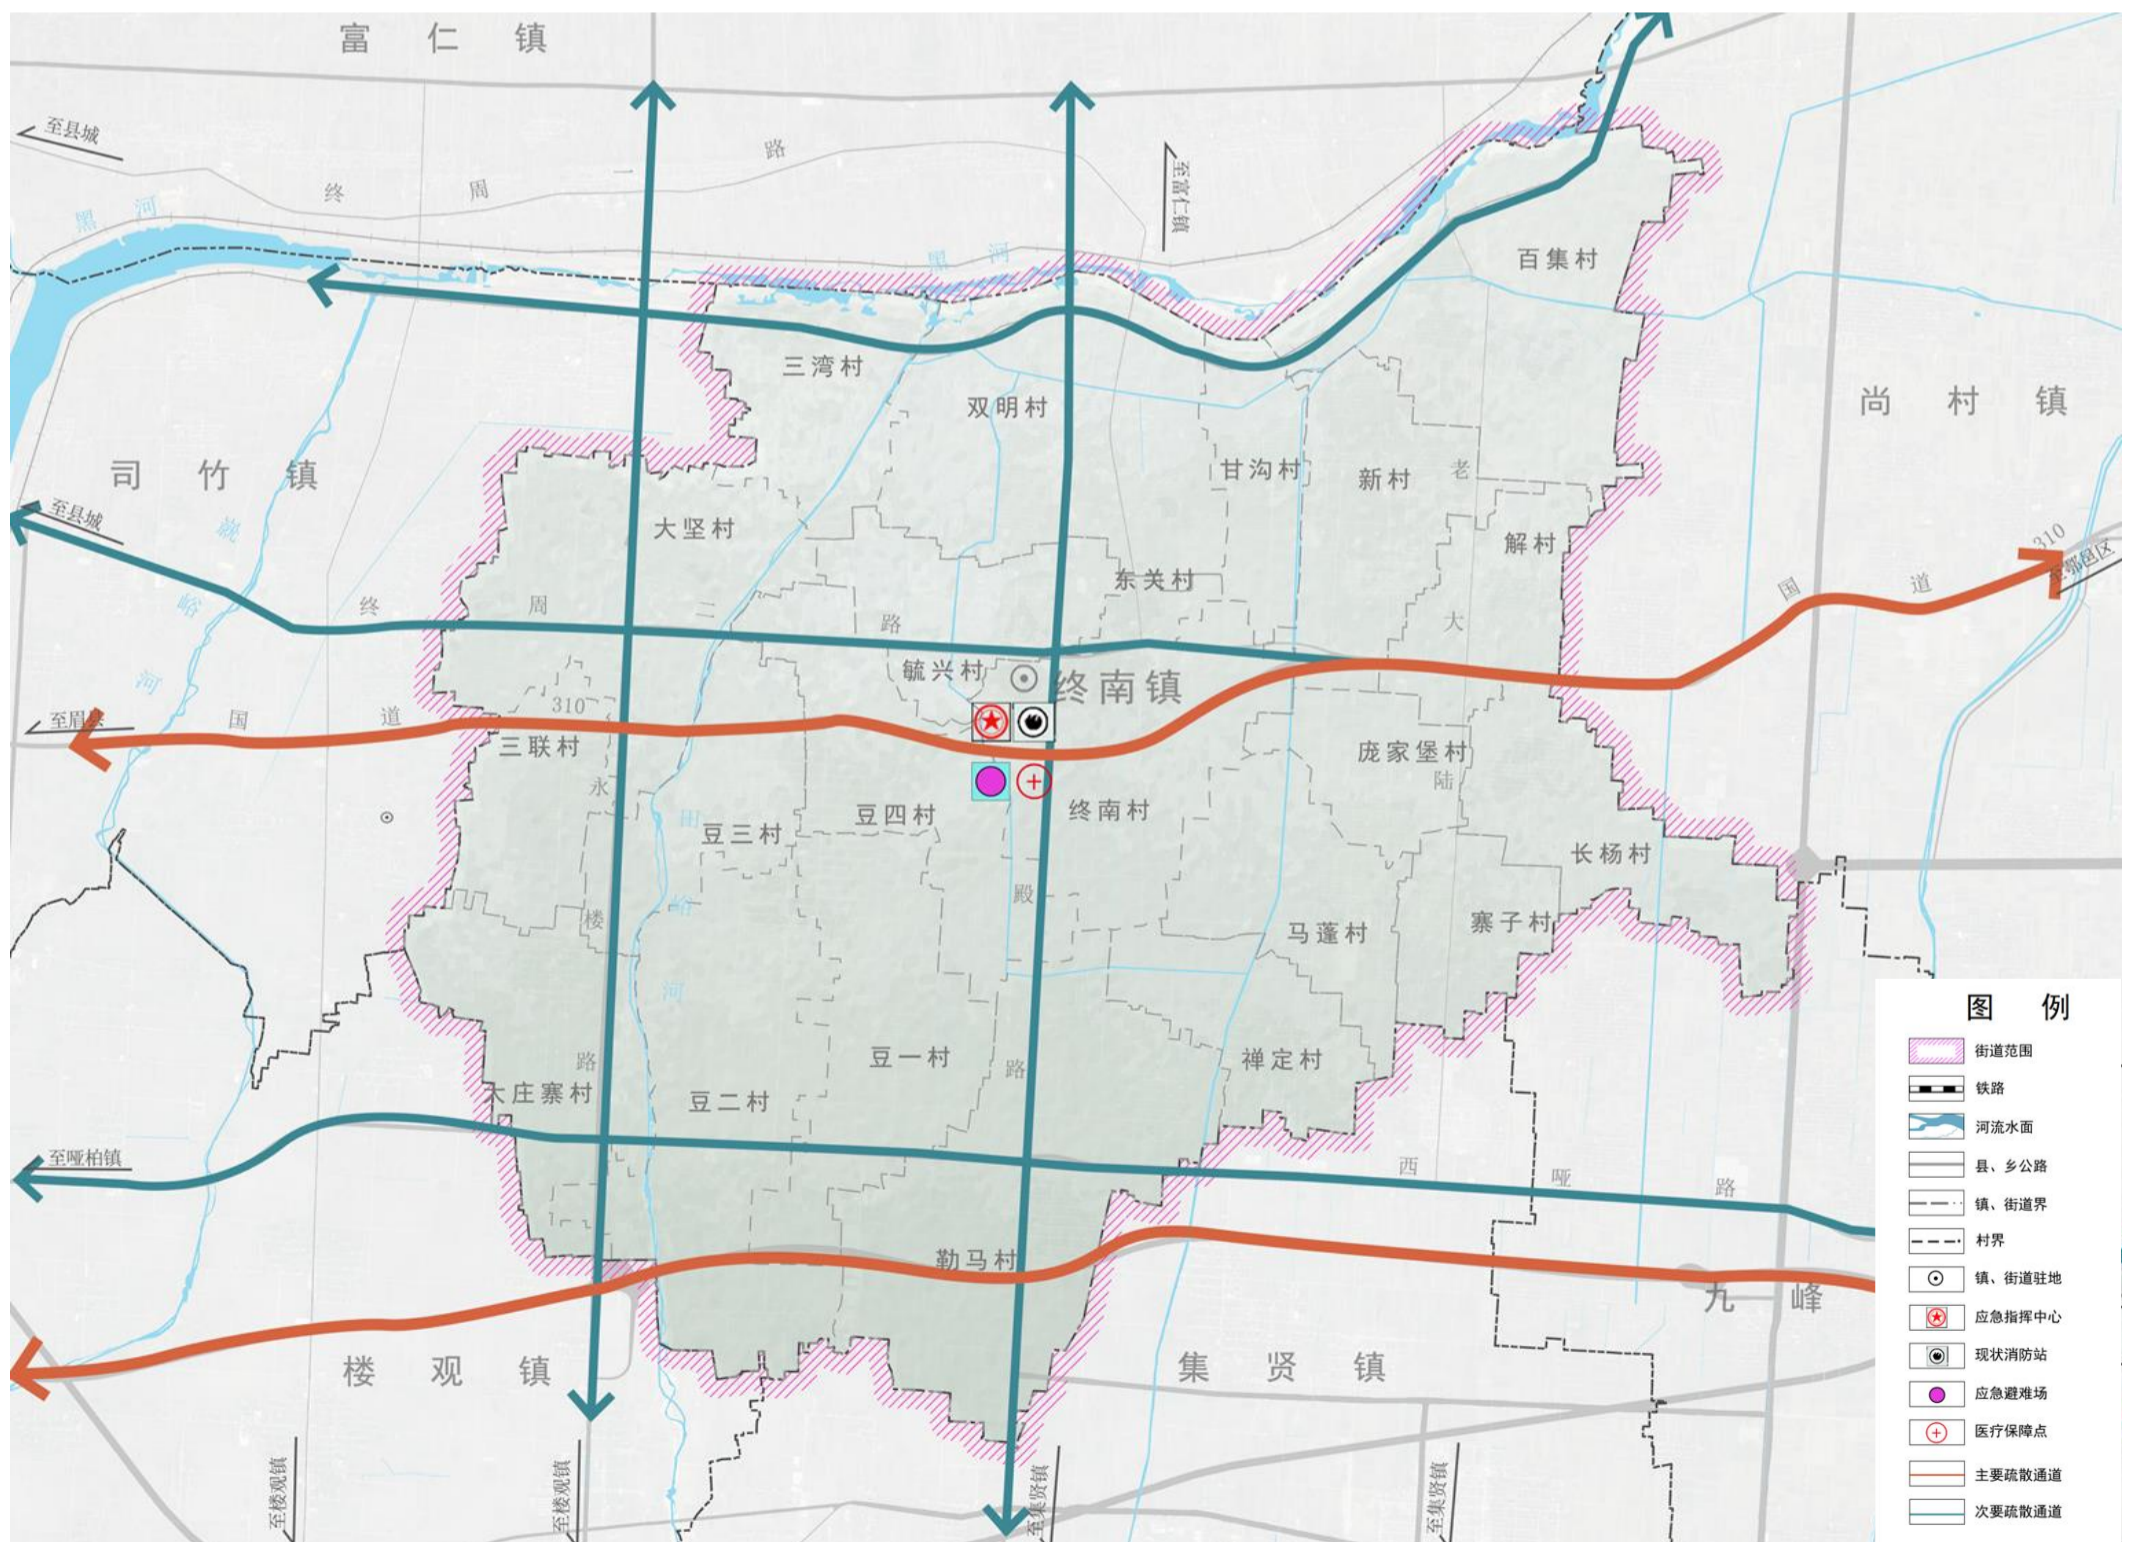 富仁镇
至县城
终周一路
黑河
黑河
至富仁镇
百集村
三湾村
双明村
尚村镇
司竹镇
甘沟村
新村
老
至县城
就
大坚村
解村
310
至鄠邑区
东关村
国道
峪
终周二路
大
河
毓兴村
终南镇
310
至眉县
国道
三联村
庞家堡村
永
陆
豆三村
豆四村
终南村
长杨村
峪
殿
楼
马蓬村
寨子村
河
路
豆一村
路
禅定村
大庄寨村
豆二村
至哑柏镇
西哑路
勒马村
九峰
楼观镇
集贤镇
至楼观镇
至楼观镇
至集贤镇
至集贤镇
图例
街道范围
铁路
河流水面
县、乡公路
镇、街道界
村界
镇、街道驻地
应急指挥中心
现状消防站
应急避难场
医疗保障点
主要疏散通道
次要疏散通道